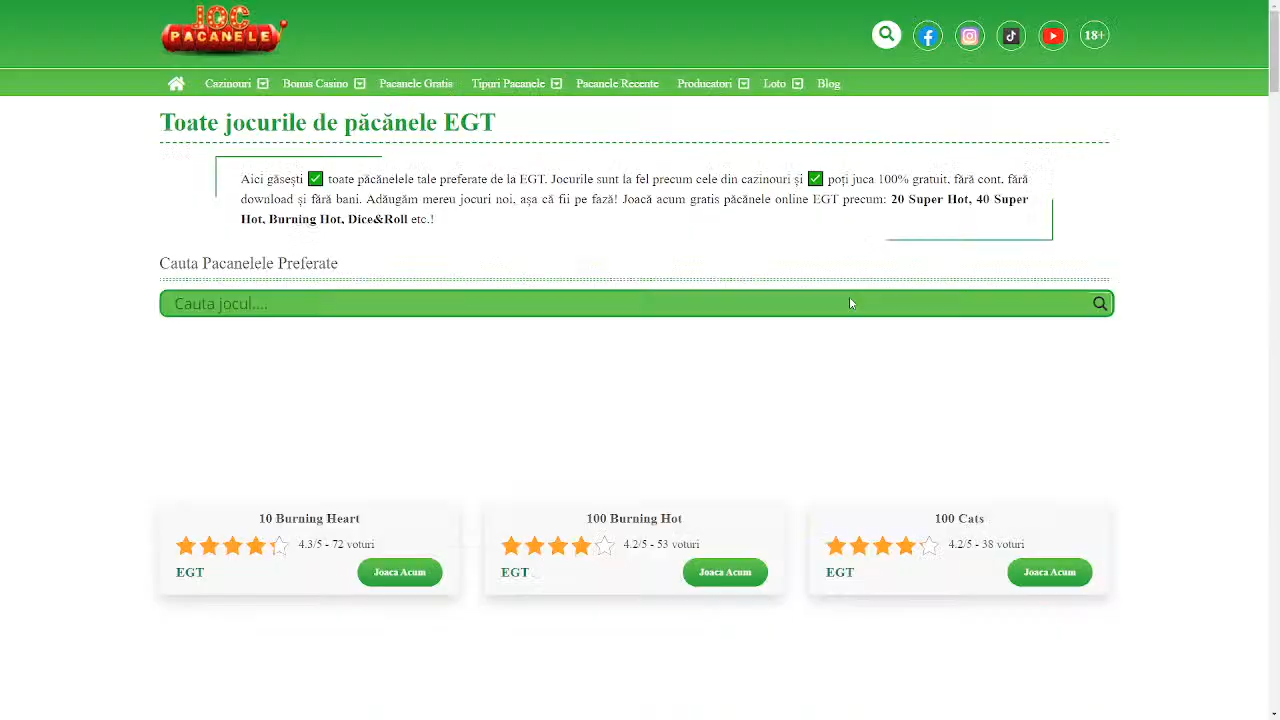 JOC
PACANELE
18+
Cazinouri Bonus Casino Pacanele Gratis Tipuri Pacanele Pacanele Recente Producatori Loto Blog
Toate jocurile de păcănele EGT
Aici găsești ✅ toate păcănelele tale preferate de la EGT. Jocurile sunt la fel precum cele din cazinouri și ✅ poți juca 100% gratuit, fără cont, fără
download și fără bani. Adăugăm mereu jocuri noi, așa că fii pe fază! Joacă acum gratis păcănele online EGT precum: 20 Super Hot, 40 Super
Hot, Burning Hot, Dice&Roll etc.!
Cauta Pacanelele Preferate
Cauta jocul....
10 Burning Heart
4.3/5 - 72 voturi
EGT Joaca Acum
100 Burning Hot
4.2/5 - 53 voturi
EGT Joaca Acum
100 Cats
4.2/5 - 38 voturi
EGT Joaca Acum